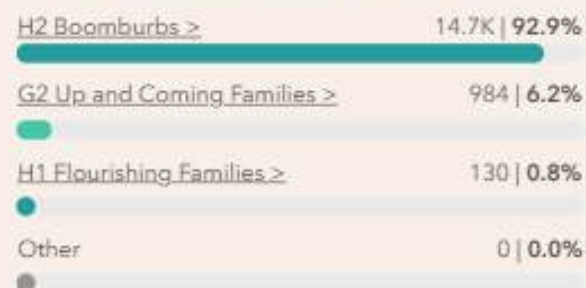 H2 Boomburbs > 14.7K | 92.9%
G2 Up and Coming Families > 984 | 6.2%
H1 Flourishing Families > 130 | 0.8%
Other 0 | 0.0%